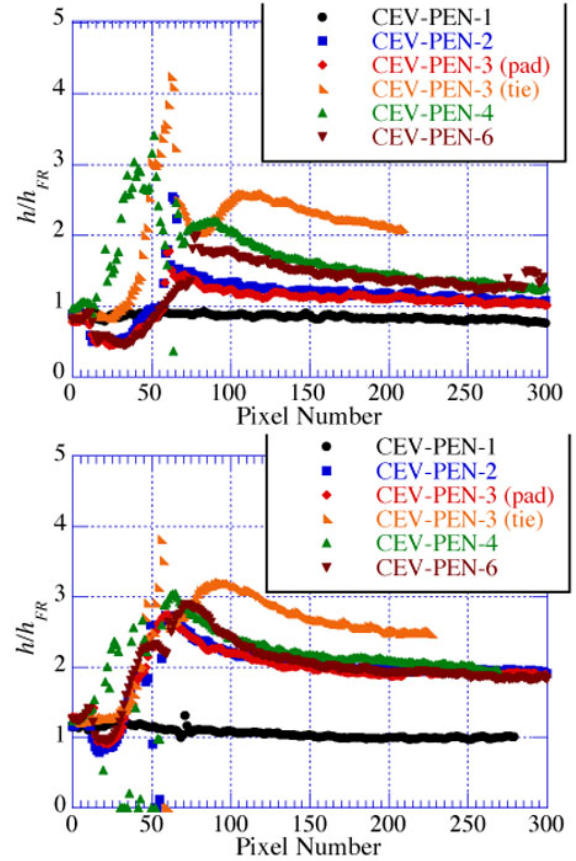 5
4
3
2
1
0
h/h_FR
CEV-PEN-1
CEV-PEN-2
CEV-PEN-3 (pad)
CEV-PEN-3 (tie)
CEV-PEN-4
CEV-PEN-6
0 50 100 150 200 250 300
Pixel Number
5
4
3
2
1
0
h/h_FR
CEV-PEN-1
CEV-PEN-2
CEV-PEN-3 (pad)
CEV-PEN-3 (tie)
CEV-PEN-4
CEV-PEN-6
0 50 100 150 200 250 300
Pixel Number